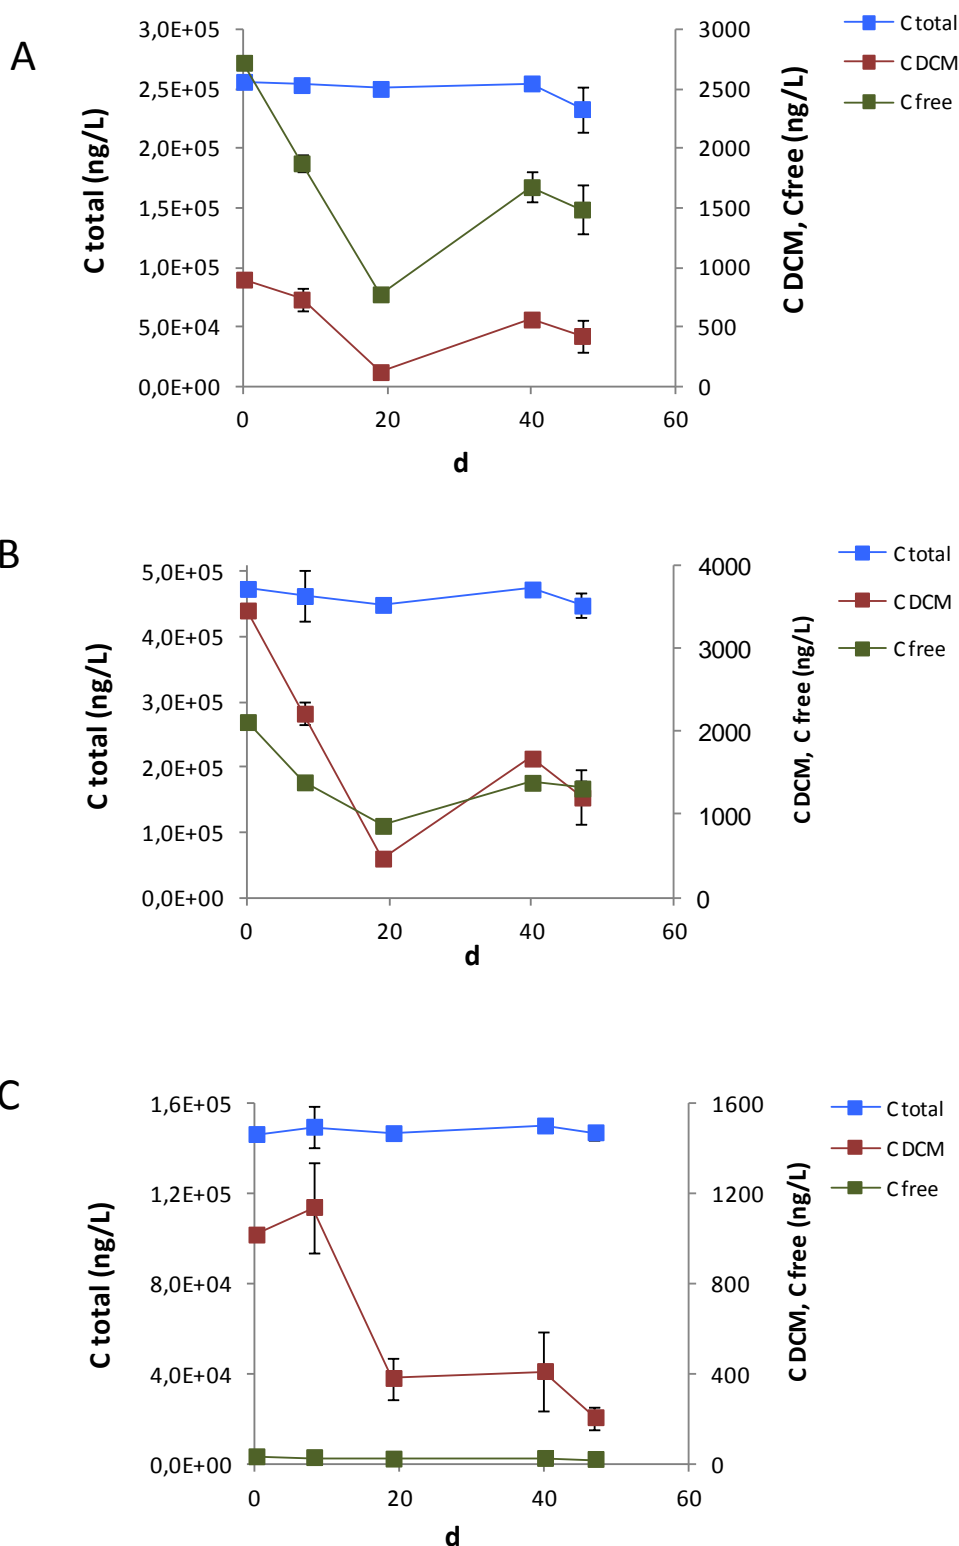 A
3,0E+05
2,5E+05
2,0E+05
1,5E+05
1,0E+05
5,0E+04
0,0E+00
C total (ng/L)
3000
2500
2000
1500
1000
500
0
C DCM, Cfree (ng/L)
0 20 40 60
d
C total
C DCM
C free
B
5,0E+05
4,0E+05
3,0E+05
2,0E+05
1,0E+05
0,0E+00
C total (ng/L)
4000
3000
2000
1000
0
C DCM, C free (ng/L)
0 20 40 60
d
C total
C DCM
C free
C
1,6E+05
1,2E+05
8,0E+04
4,0E+04
0,0E+00
C total (ng/L)
1600
1200
800
400
0
C DCM, C free (ng/L)
0 20 40 60
d
C total
C DCM
C free